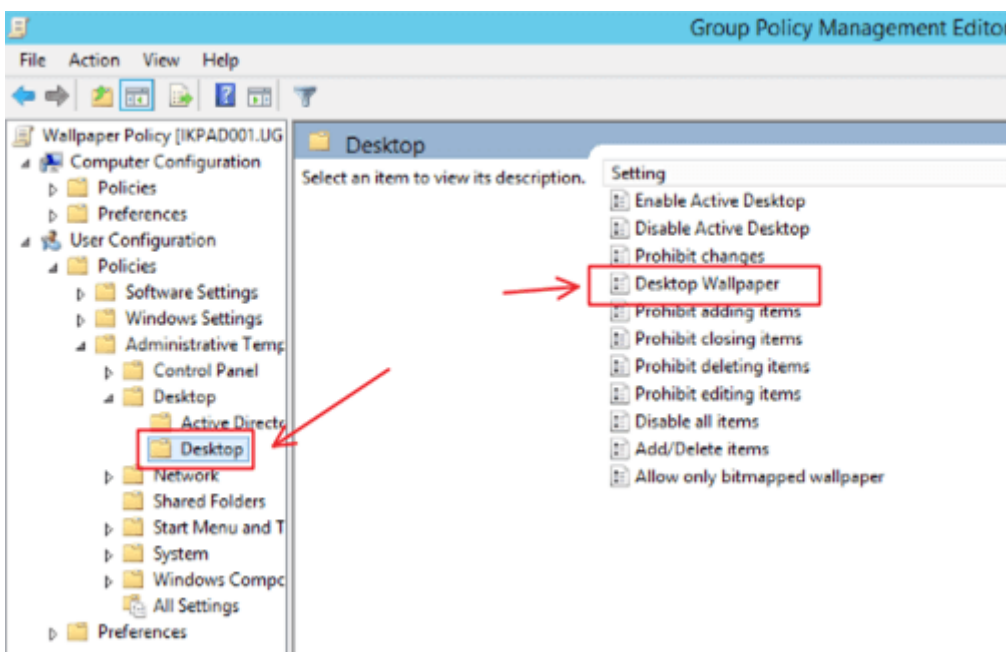 Group Policy Management Editor
File Action View Help
Wallpaper Policy [IKPAD001.UG
Computer Configuration
Policies
Preferences
User Configuration
Policies
Software Settings
Windows Settings
Administrative Temp
Control Panel
Desktop
Active Directo
Desktop
Network
Shared Folders
Start Menu and T
System
Windows Compo
All Settings
Preferences
Desktop
Select an item to view its description.
Setting
Enable Active Desktop
Disable Active Desktop
Prohibit changes
Desktop Wallpaper
Prohibit adding items
Prohibit closing items
Prohibit deleting items
Prohibit editing items
Disable all items
Add/Delete items
Allow only bitmapped wallpaper